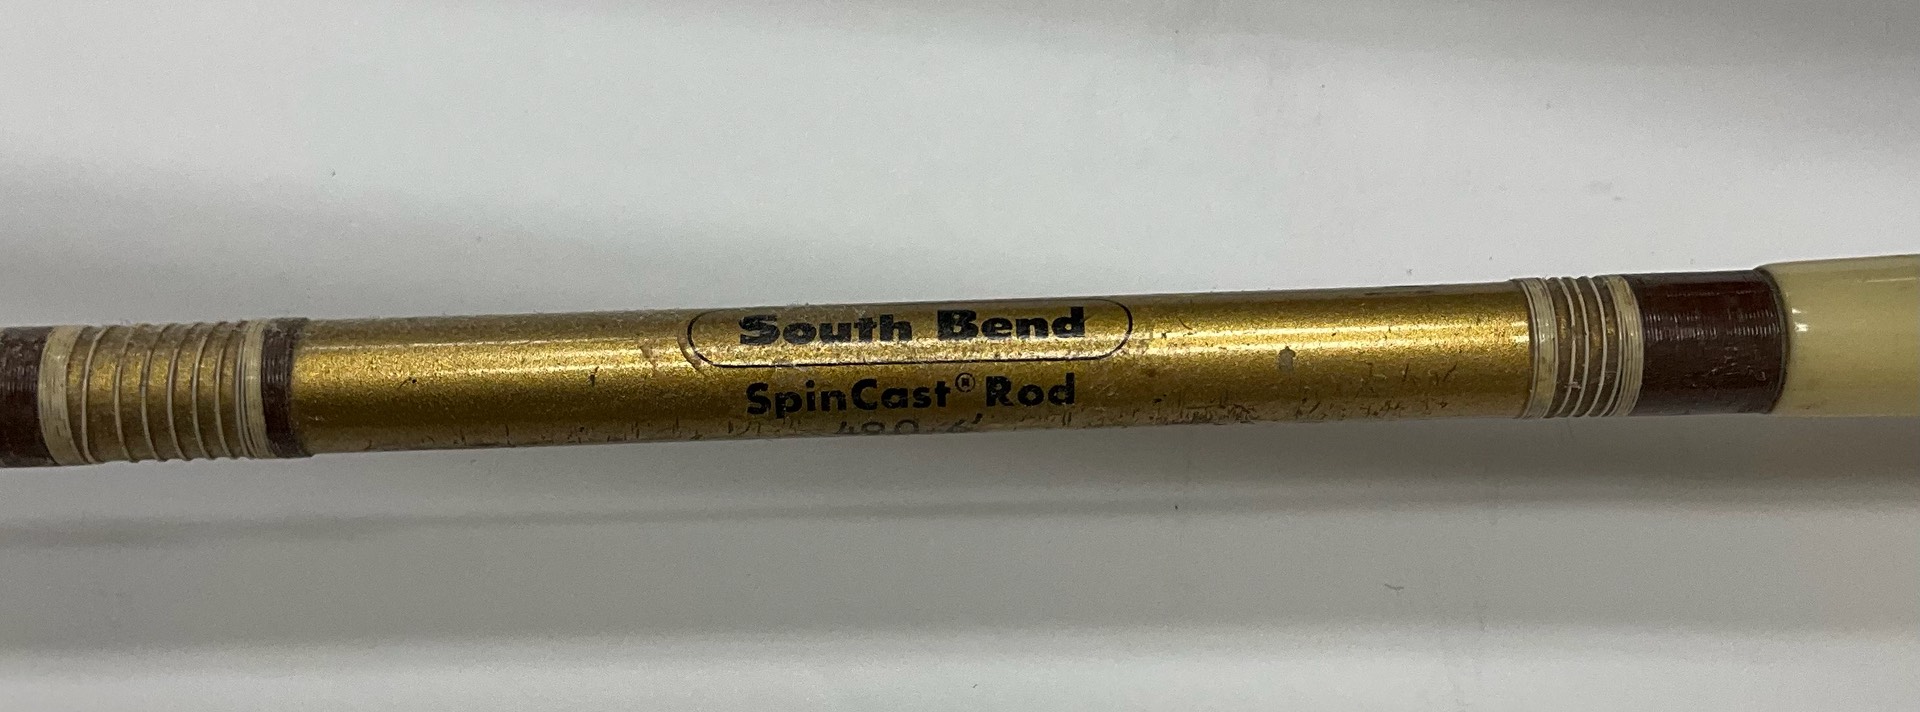 South Bend
SpinCast® Rod